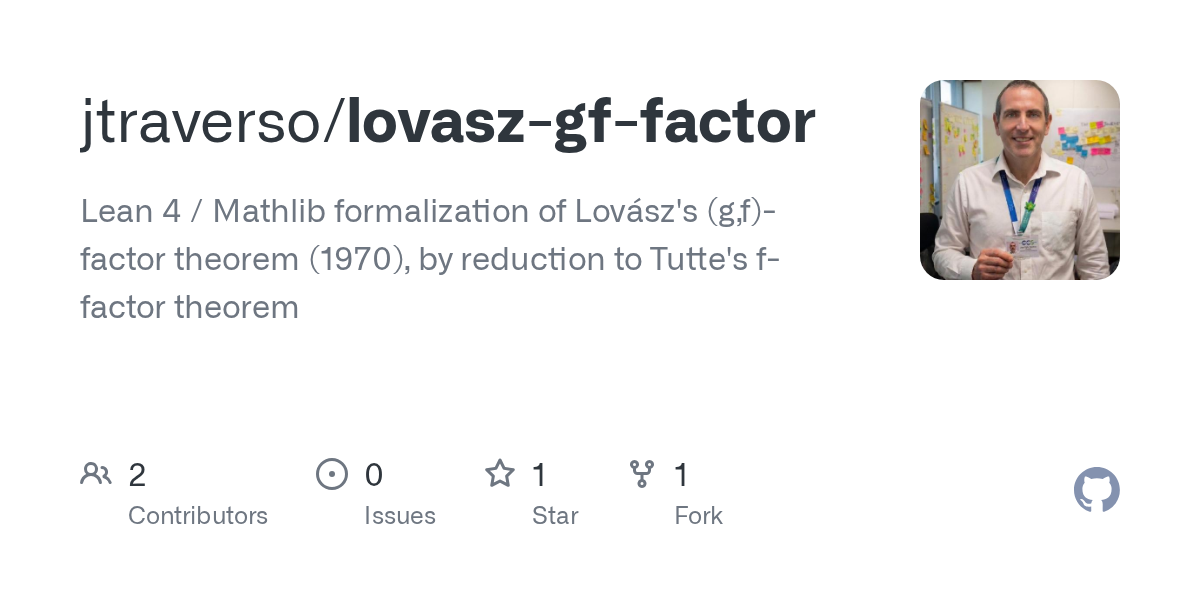 jtraverso/lovasz-gf-factor
Lean 4 / Mathlib formalization of Lovász's (g,f)-
factor theorem (1970), by reduction to Tutte's f-
factor theorem
2
Contributors
0
Issues
1
Star
1
Fork